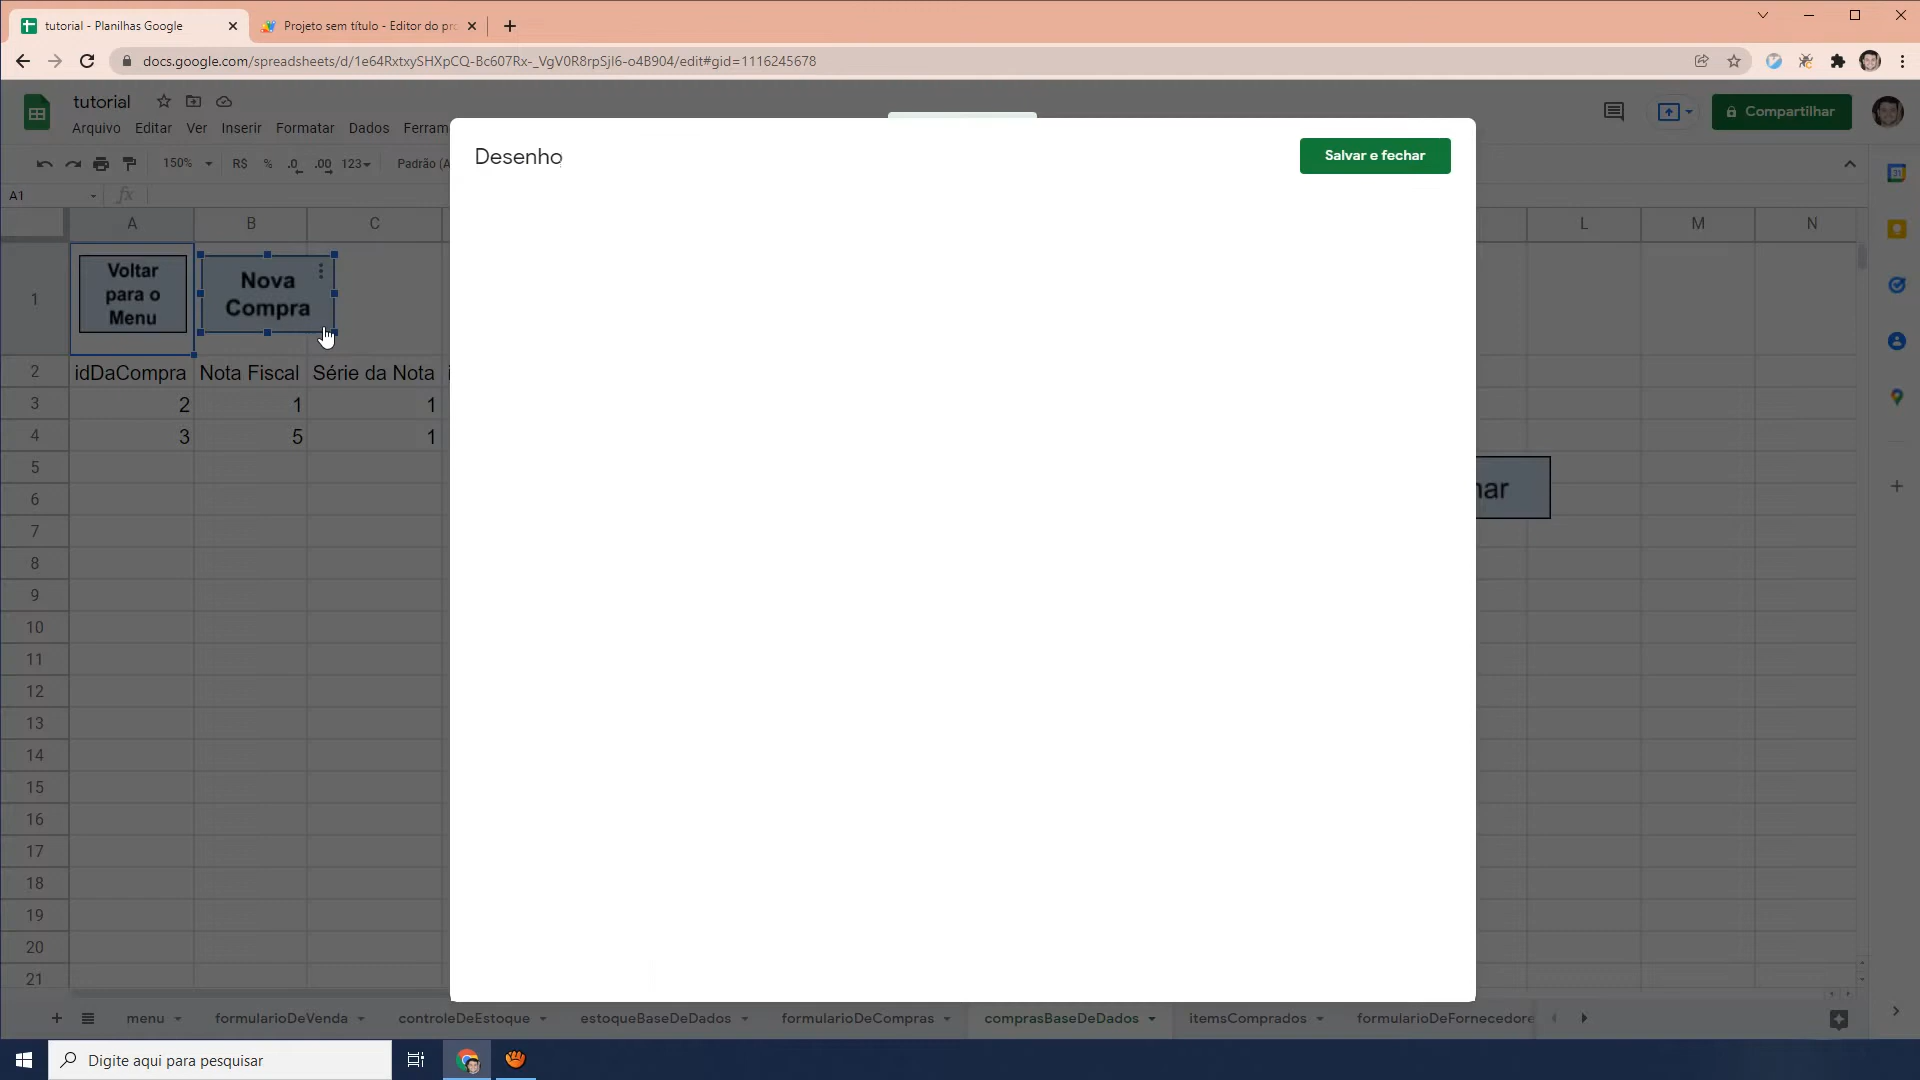 tutorial - Planilhas Google
Projeto sem título - Editor do pro
docs.google.com/spreadsheets/d/1e64RxtxySHXpCQ-Bc607Rx-_VgV0R8rpSjl6-o4B904/edit#gid=1116245678
tutorial
Arquivo Editar Ver Inserir Formatar Dados Ferram
Compartilhar
150% R$ % .0 .00 123 Padrão (A
A1 fx
Desenho
Salvar e fechar
A B C L M N
1 Voltar para o Menu Nova Compra
2 idDaCompra Nota Fiscal Série da Nota
3 2 1 1
4 3 5 1
5
6
7
8
9
10
11
12
13
14
15
16
17
18
19
20
21
menu formularioDeVenda controleDeEstoque estoqueBaseDeDados formularioDeCompras comprasBaseDeDados itemsComprados formularioDeFornecedore
Digite aqui para pesquisar